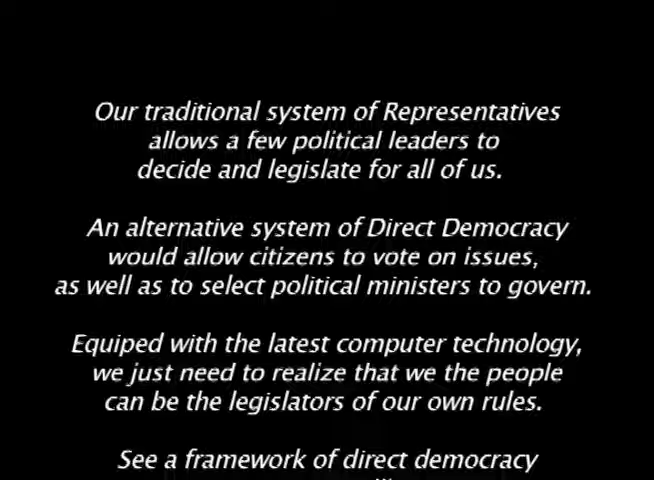 Our traditional system of Representatives
allows a few political leaders to
decide and legislate for all of us.
An alternative system of Direct Democracy
would allow citizens to vote on issues,
as well as to select political ministers to govern.
Equiped with the latest computer technology,
we just need to realize that we the people
can be the legislators of our own rules.
See a framework of direct democracy